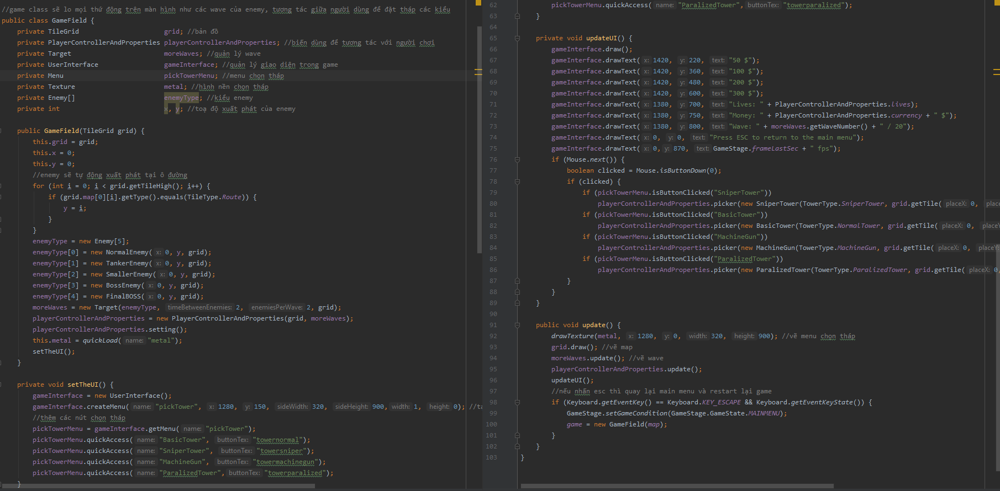 //game class sẽ lo mọi thứ động trên màn hình như các wave của enemy, tương tác giữa người dùng để đặt tháp các kiểu
public class GameField {
private TileGrid grid; //bản đồ
private PlayerControllerAndProperties playerControllerAndProperties; //biến dùng để tương tác với người chơi
private Target moreWaves; //quản lý wave
private UserInterface gameInterface; //quản lý giao diện trong game
private Menu pickTowerMenu; //menu chọn tháp
private Texture metal; //hình nền chọn tháp
private Enemy[] enemyType; //kiểu enemy
private int x, y; //toạ độ xuất phát của enemy
public GameField(TileGrid grid) {
this.grid = grid;
this.x = 0;
this.y = 0;
//enemy sẽ tự động xuất phát tại ô đường
for (int i = 0; i < grid.getTileHigh(); i++) {
if (grid.map[0][i].getType().equals(TileType.Route)) {
y = i;
}
}
enemyType = new Enemy[5];
enemyType[0] = new NormalEnemy( x: 0, y, grid);
enemyType[1] = new TankerEnemy( x: 0, y, grid);
enemyType[2] = new SmallerEnemy( x: 0, y, grid);
enemyType[3] = new BossEnemy( x: 0, y, grid);
enemyType[4] = new FinalBOSS( x: 0, y, grid);
moreWaves = new Target(enemyType, timeBetweenEnemies: 2, enemiesPerWave: 2, grid);
playerControllerAndProperties = new PlayerControllerAndProperties(grid, moreWaves);
playerControllerAndProperties.setting();
this.metal = quickLoad( name: "metal");
setTheUI();
}
private void setTheUI() {
gameInterface = new UserInterface();
gameInterface.createMenu( name: "pickTower", x: 1280, y: 150, sideWidth: 320, sideHeight: 900, width: 1, height: 0); //tạ
//thêm các nút chọn tháp
pickTowerMenu = gameInterface.getMenu( name: "pickTower");
pickTowerMenu.quickAccess( name: "BasicTower", buttonTex: "towernormal");
pickTowerMenu.quickAccess( name: "SniperTower", buttonTex: "towersniper");
pickTowerMenu.quickAccess( name: "MachineGun", buttonTex: "towermachinegun");
pickTowerMenu.quickAccess( name: "ParalizedTower", buttonTex: "towerparalized");
}
62 pickTowerMenu.quickAccess( name: "ParalizedTower", buttonTex: "towerparalized");
63 }
64
65 private void updateUI() {
66 gameInterface.draw();
67 gameInterface.drawText( x: 1420, y: 220, text: "50 $");
68 gameInterface.drawText( x: 1420, y: 360, text: "100 $");
69 gameInterface.drawText( x: 1420, y: 480, text: "200 $");
70 gameInterface.drawText( x: 1420, y: 600, text: "300 $");
71 gameInterface.drawText( x: 1380, y: 700, text: "Lives: " + PlayerControllerAndProperties.lives);
72 gameInterface.drawText( x: 1380, y: 750, text: "Money: " + PlayerControllerAndProperties.currency + " $");
73 gameInterface.drawText( x: 1380, y: 800, text: "Wave: " + moreWaves.getWaveNumber() + " / 20");
74 gameInterface.drawText( x: 0, y: 0, text: "Press ESC to return to the main menu");
75 gameInterface.drawText( x: 0, y: 870, text: GameStage.frameLastSec + " fps");
76 if (Mouse.next()) {
77 boolean clicked = Mouse.isButtonDown(0);
78 if (clicked) {
79 if (pickTowerMenu.isButtonClicked("SniperTower"))
80 playerControllerAndProperties.picker(new SniperTower(TowerType.SniperTower, grid.getTile( placeX: 0, place
81 if (pickTowerMenu.isButtonClicked("BasicTower"))
82 playerControllerAndProperties.picker(new BasicTower(TowerType.NormalTower, grid.getTile( placeX: 0, placeY
83 if (pickTowerMenu.isButtonClicked("MachineGun"))
84 playerControllerAndProperties.picker(new MachineGun(TowerType.MachineGun, grid.getTile( placeX: 0, placeY:
85 if (pickTowerMenu.isButtonClicked("ParalizedTower"))
86 playerControllerAndProperties.picker(new ParalizedTower(TowerType.ParalizedTower, grid.getTile( placeX: 0,
87 }
88 }
89 }
90
91 public void update() {
92 drawTexture(metal, x: 1280, y: 0, width: 320, height: 900); //vẽ menu chọn tháp
93 grid.draw(); //vẽ map
94 moreWaves.update(); //vẽ wave
95 playerControllerAndProperties.update();
96 updateUI();
97 //nếu nhấn esc thì quay lại main menu và restart lại game
98 if (Keyboard.getEventKey() == Keyboard.KEY_ESCAPE && Keyboard.getEventKeyState()) {
99 GameStage.setGameCondition(GameStage.GameState.MAINMENU);
100 game = new GameField(map);
101 }
102 }
103 }